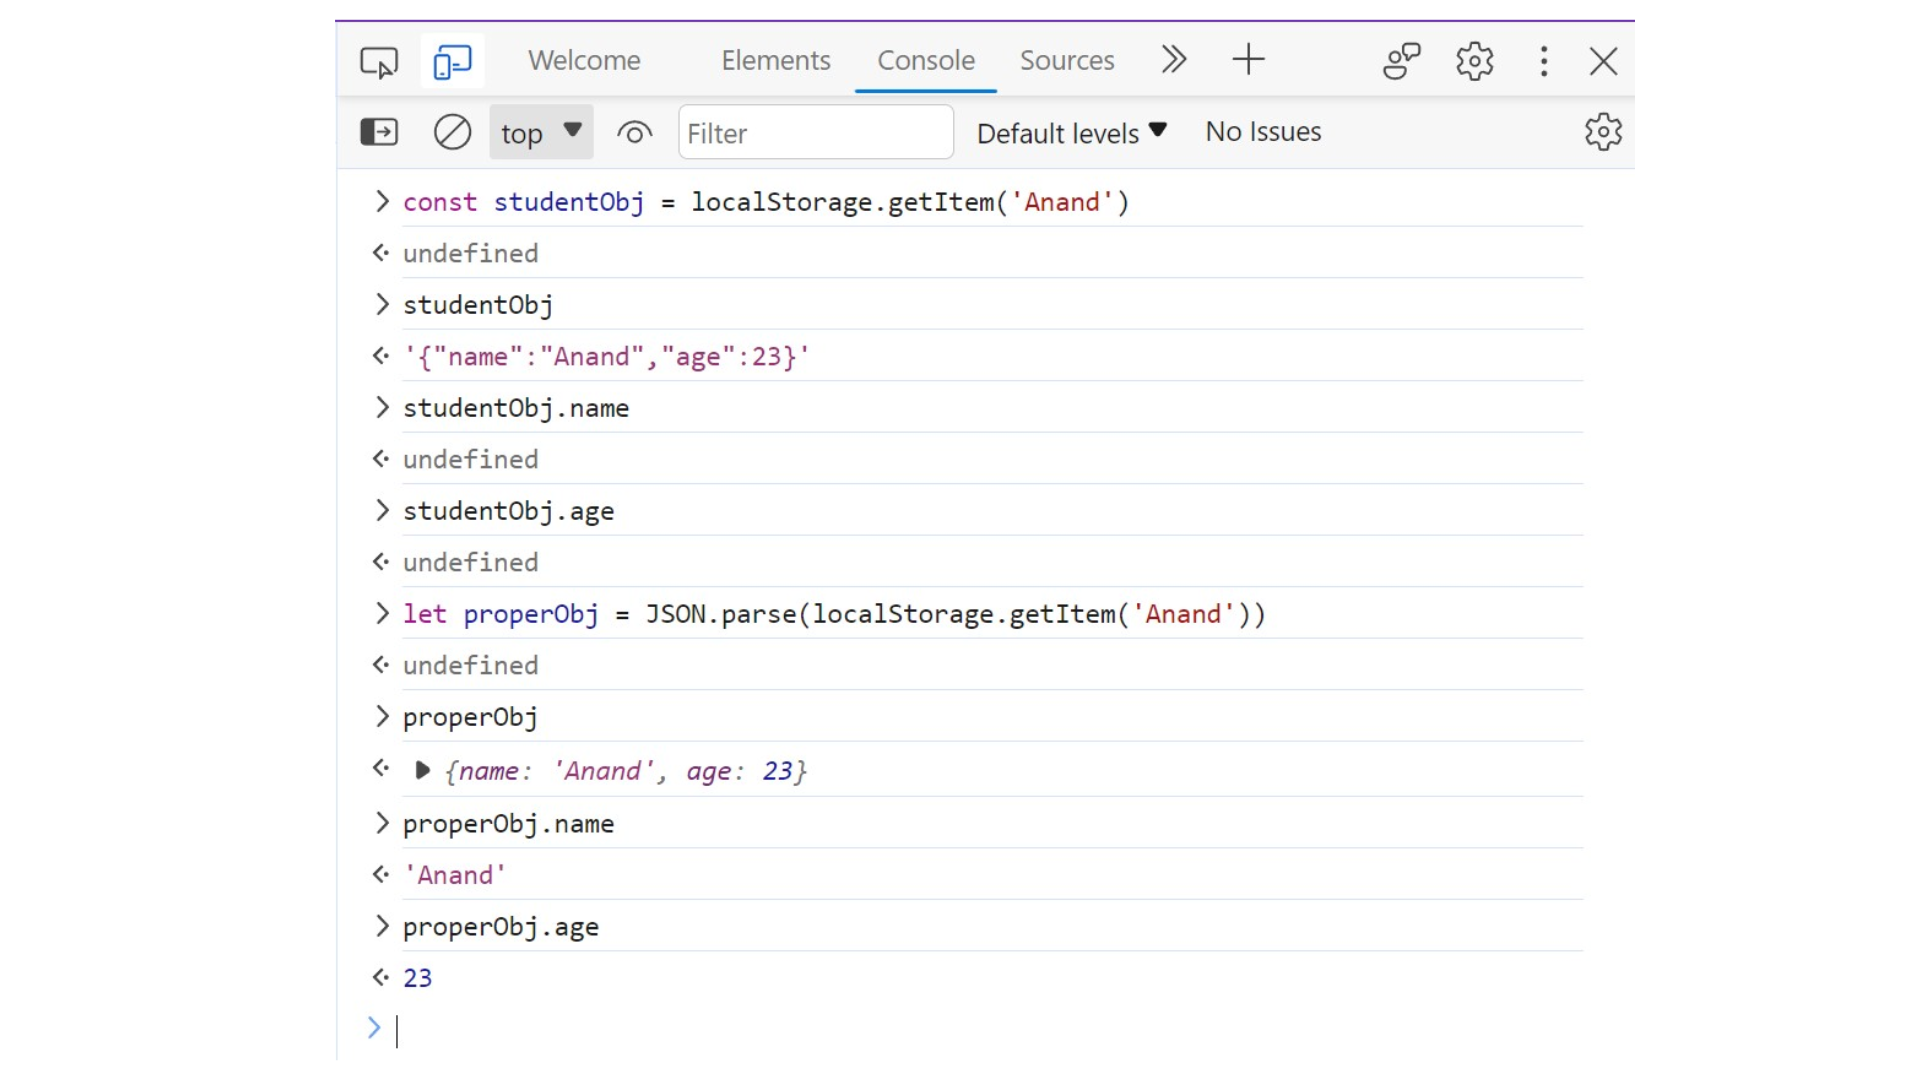 Welcome Elements Console Sources
top Filter Default levels No Issues
const studentObj = localStorage.getItem('Anand')
undefined
studentObj
'{"name":"Anand","age":23}'
studentObj.name
undefined
studentObj.age
undefined
let properObj = JSON.parse(localStorage.getItem('Anand'))
undefined
properObj
{name: 'Anand', age: 23}
properObj.name
'Anand'
properObj.age
23